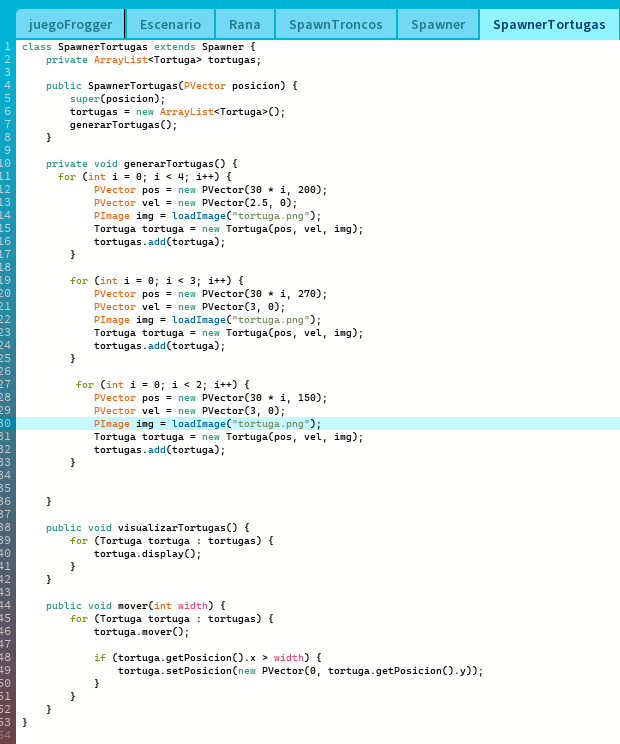 juegoFrogger Escenario Rana SpawnTroncos Spawner SpawnerTortugas
1 class SpawnerTortugas extends Spawner {
2     private ArrayList<Tortuga> tortugas;
3
4     public SpawnerTortugas(PVector posicion) {
5         super(posicion);
6         tortugas = new ArrayList<Tortuga>();
7         generarTortugas();
8     }
9
10     private void generarTortugas() {
11       for (int i = 0; i < 4; i++) {
12             PVector pos = new PVector(30 * i, 200);
13             PVector vel = new PVector(2.5, 0);
14             PImage img = loadImage("tortuga.png");
15             Tortuga tortuga = new Tortuga(pos, vel, img);
16             tortugas.add(tortuga);
17         }
18
19         for (int i = 0; i < 3; i++) {
20             PVector pos = new PVector(30 * i, 270);
21             PVector vel = new PVector(3, 0);
22             PImage img = loadImage("tortuga.png");
23             Tortuga tortuga = new Tortuga(pos, vel, img);
24             tortugas.add(tortuga);
25         }
26
27          for (int i = 0; i < 2; i++) {
28             PVector pos = new PVector(30 * i, 150);
29             PVector vel = new PVector(3, 0);
30             PImage img = loadImage("tortuga.png");
31             Tortuga tortuga = new Tortuga(pos, vel, img);
32             tortugas.add(tortuga);
33         }
34
35
36     }
37
38     public void visualizarTortugas() {
39         for (Tortuga tortuga : tortugas) {
40             tortuga.display();
41         }
42     }
43
44     public void mover(int width) {
45         for (Tortuga tortuga : tortugas) {
46             tortuga.mover();
47
48             if (tortuga.getPosicion().x > width) {
49                 tortuga.setPosicion(new PVector(0, tortuga.getPosicion().y));
50             }
51         }
52     }
53 }
54